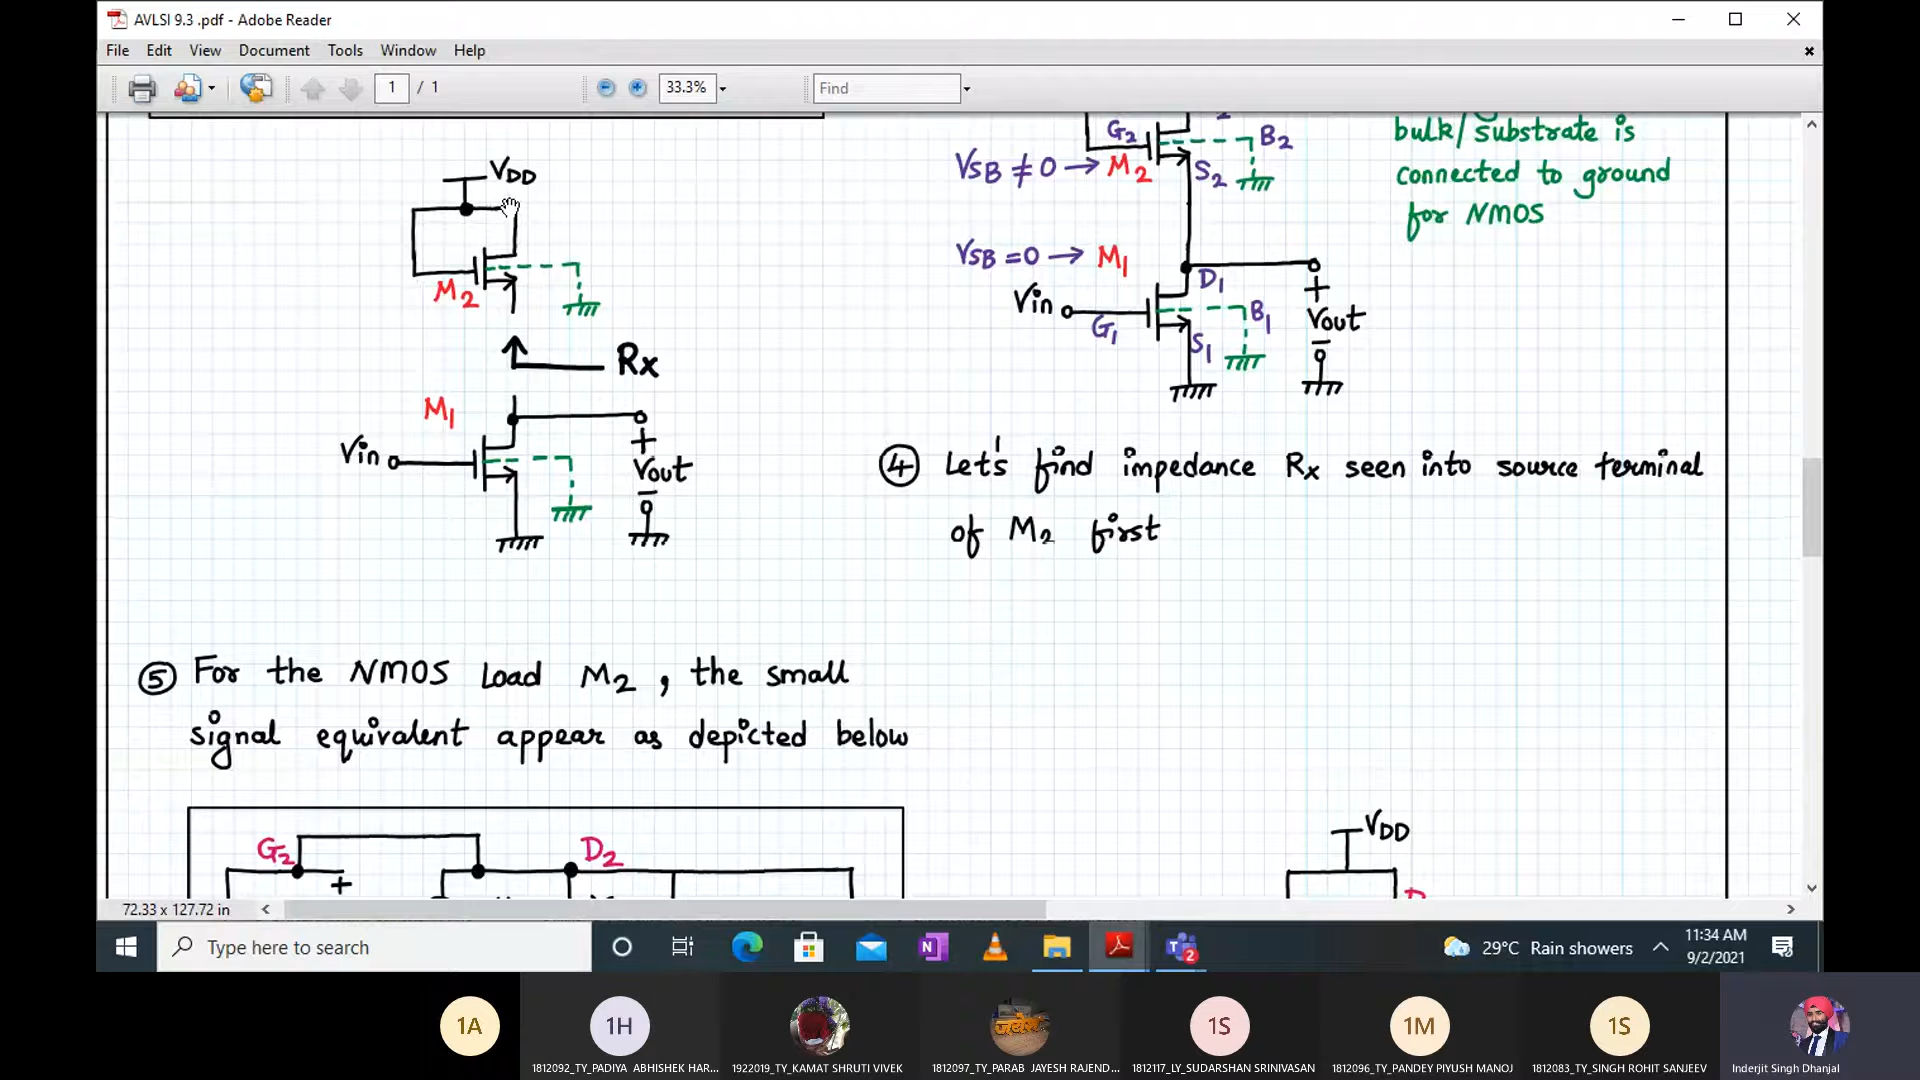 AVLSI 9.3 .pdf - Adobe Reader
File Edit View Document Tools Window Help
1 / 1
33.3%
Find
VDD
M2
Rx
M1
Vin
+
Vout
-
G2
B2
VSB ≠ 0 → M2
S2
VSB = 0 → M1
D1
Vin
G1
B1
S1
+
Vout
-
bulk/substrate is
connected to ground
for NMOS
④ Let's find impedance Rx seen into source terminal
of M2 first
⑤ For the NMOS Load M2, the small
signal equivalent appear as depicted below
G2
D2
+
VDD
72.33 x 127.72 in
Type here to search
29°C Rain showers
11:34 AM
9/2/2021
2
1A
1H
1S
1M
1S
1812092_TY_PADIYA ABHISHEK HAR...
1922019_TY_KAMAT SHRUTI VIVEK
1812097_TY_PARAB JAYESH RAJEND...
1812117_LY_SUDARSHAN SRINIVASAN
1812096_TY_PANDEY PIYUSH MANOJ
1812083_TY_SINGH ROHIT SANJEEV
Inderjit Singh Dhanjal